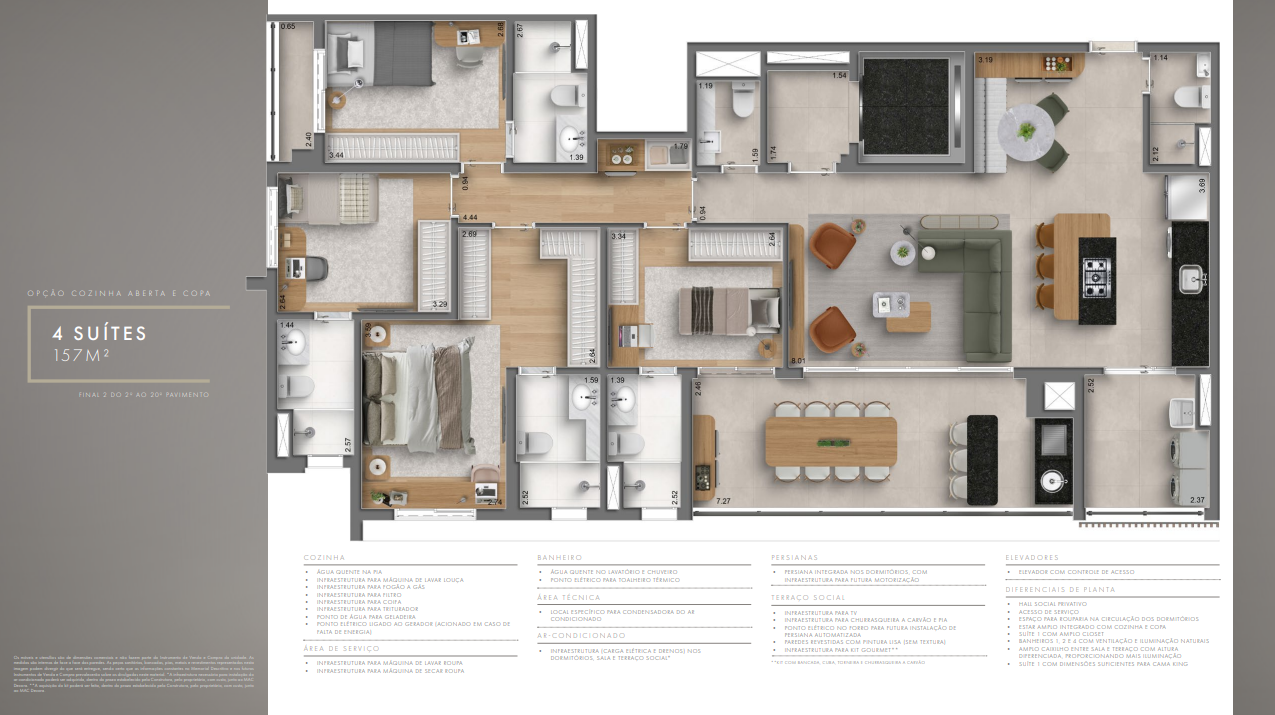 OPÇÃO COZINHA ABERTA E COPA
4 SUÍTES
157M²
FINAL 2 DO 2º AO 20º PAVIMENTO
0.65
2.68
2.67
2.40
3.44
1.39
1.79
1.19
1.59
1.54
1.74
3.19
1.14
2.12
3.69
0.94
4.44
0.94
2.69
3.34
2.64
2.64
3.29
2.64
8.01
1.44
3.59
2.57
2.74
1.59
2.52
1.39
2.52
2.46
7.27
2.52
2.37
COZINHA
• ÁGUA QUENTE NA PIA
• INFRAESTRUTURA PARA MÁQUINA DE LAVAR LOUÇA
• INFRAESTRUTURA PARA FOGÃO A GÁS
• INFRAESTRUTURA PARA FILTRO
• INFRAESTRUTURA PARA COIFA
• INFRAESTRUTURA PARA TRITURADOR
• PONTO DE ÁGUA PARA GELADEIRA
• PONTO ELÉTRICO LIGADO AO GERADOR (ACIONADO EM CASO DE
FALTA DE ENERGIA)
ÁREA DE SERVIÇO
• INFRAESTRUTURA PARA MÁQUINA DE LAVAR ROUPA
• INFRAESTRUTURA PARA MÁQUINA DE SECAR ROUPA
BANHEIRO
• ÁGUA QUENTE NO LAVATÓRIO E CHUVEIRO
• PONTO ELÉTRICO PARA TOALHEIRO TÉRMICO
ÁREA TÉCNICA
• LOCAL ESPECÍFICO PARA CONDENSADORA DO AR
CONDICIONADO
AR-CONDICIONADO
• INFRAESTRUTURA (CARGA ELÉTRICA E DRENOS) NOS
DORMITÓRIOS, SALA E TERRAÇO SOCIAL*
PERSIANAS
• PERSIANA INTEGRADA NOS DORMITÓRIOS, COM
INFRAESTRUTURA PARA FUTURA MOTORIZAÇÃO
TERRAÇO SOCIAL
• INFRAESTRUTURA PARA TV
• INFRAESTRUTURA PARA CHURRASQUEIRA A CARVÃO E PIA
• PONTO ELÉTRICO NO FORRO PARA FUTURA INSTALAÇÃO DE
PERSIANA AUTOMATIZADA
• PAREDES REVESTIDAS COM PINTURA LISA (SEM TEXTURA)
• INFRAESTRUTURA PARA KIT GOURMET**
**KIT COM BANCADA, CUBA, TORNEIRA E CHURRASQUEIRA A CARVÃO
ELEVADORES
• ELEVADOR COM CONTROLE DE ACESSO
DIFERENCIAIS DE PLANTA
• HALL SOCIAL PRIVATIVO
• ACESSO DE SERVIÇO
• ESPAÇO PARA ROUPARIA NA CIRCULAÇÃO DOS DORMITÓRIOS
• ESTAR AMPLO INTEGRADO COM COZINHA E COPA
• SUÍTE 1 COM AMPLO CLOSET
• BANHEIROS 1, 2 E 4 COM VENTILAÇÃO E ILUMINAÇÃO NATURAIS
• AMPLO CAIXILHO ENTRE SALA E TERRAÇO COM ALTURA
DIFERENCIADA, PROPORCIONANDO MAIS ILUMINAÇÃO
• SUÍTE 1 COM DIMENSÕES SUFICIENTES PARA CAMA KING